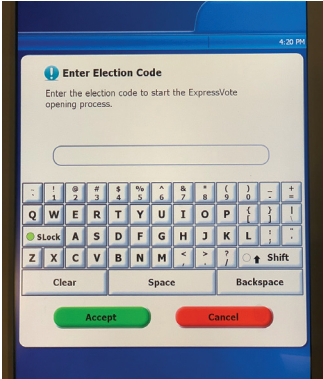 4:20 PM
Enter Election Code
Enter the election code to start the ExpressVote
opening process.
~ ! @ # $ % ^ & * ( ) _ +
` 1 2 3 4 5 6 7 8 9 0 - =
Q W E R T Y U I O P { } |
[ ] \
SLock A S D F G H J K L : "
; '
Z X C V B N M < > ? Shift
, . /
Clear Space Backspace
Accept Cancel